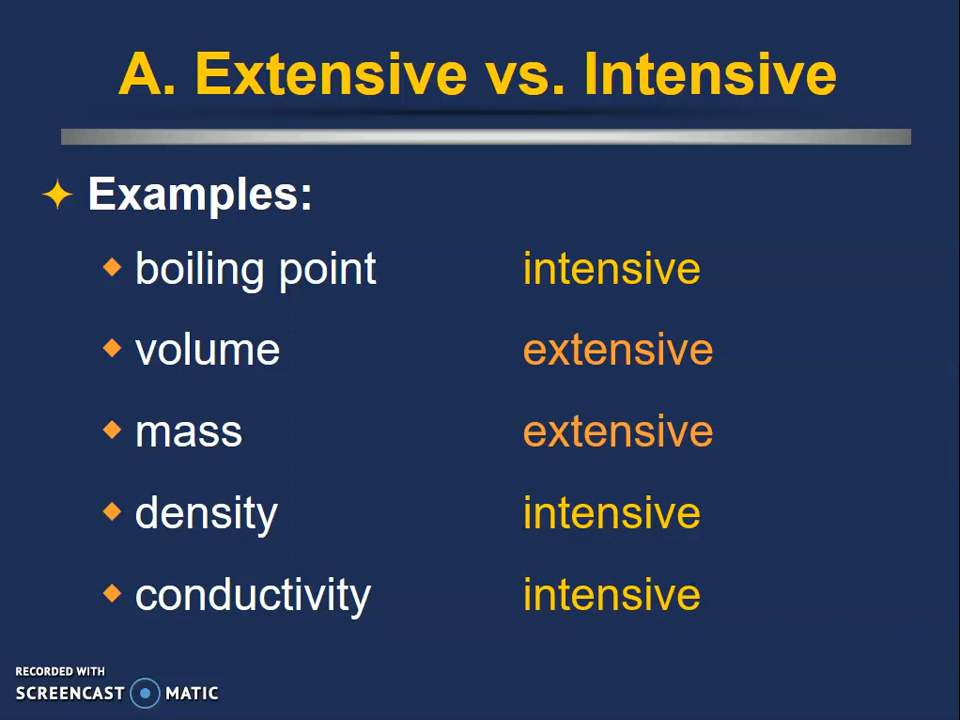 A. Extensive vs. Intensive
Examples:
boiling point intensive
volume extensive
mass extensive
density intensive
conductivity intensive
RECORDED WITH
SCREENCAST MATIC